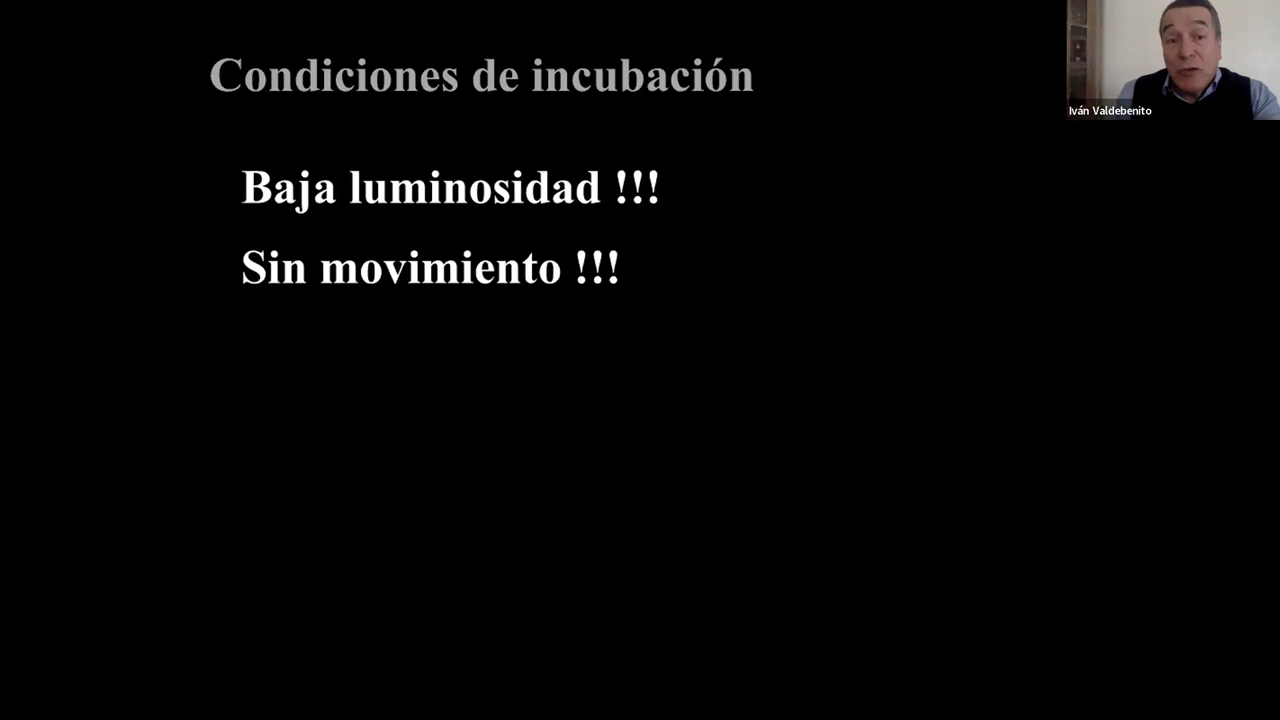 Condiciones de incubación
Iván Valdebenito
Baja luminosidad !!!
Sin movimiento !!!